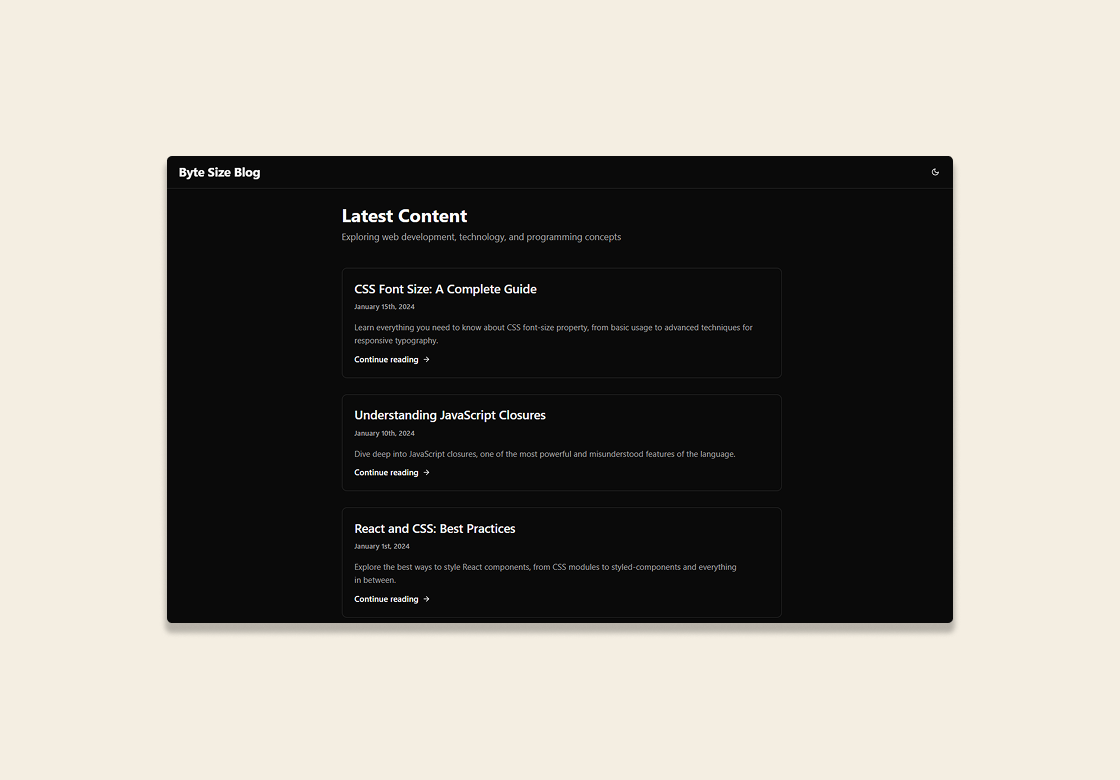 Byte Size Blog
Latest Content
Exploring web development, technology, and programming concepts
CSS Font Size: A Complete Guide
January 15th, 2024
Learn everything you need to know about CSS font-size property, from basic usage to advanced techniques for
responsive typography.
Continue reading →
Understanding JavaScript Closures
January 10th, 2024
Dive deep into JavaScript closures, one of the most powerful and misunderstood features of the language.
Continue reading →
React and CSS: Best Practices
January 1st, 2024
Explore the best ways to style React components, from CSS modules to styled-components and everything
in between.
Continue reading →